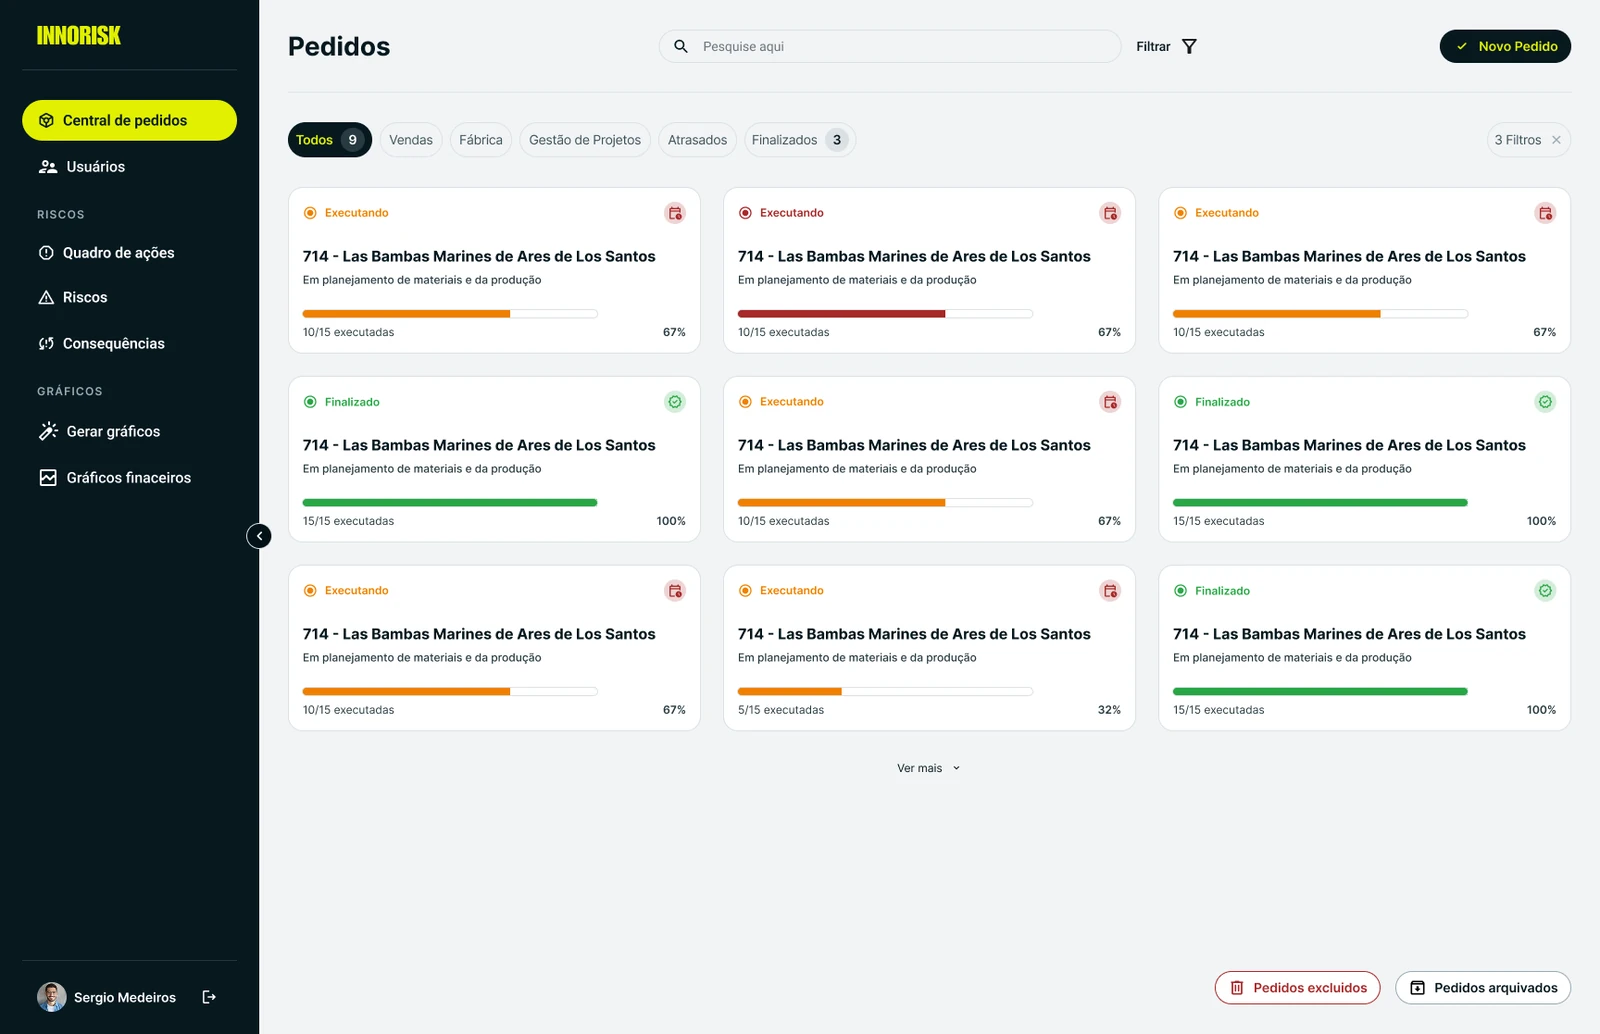 INNORISK
Central de pedidos
Usuários
RISCOS
Quadro de ações
Riscos
Consequências
GRÁFICOS
Gerar gráficos
Gráficos finaceiros
Sergio Medeiros
Pedidos
Pesquise aqui
Filtrar
Novo Pedido
Todos 9
Vendas
Fábrica
Gestão de Projetos
Atrasados
Finalizados 3
3 Filtros
Executando
714 - Las Bambas Marines de Ares de Los Santos
Em planejamento de materiais e da produção
10/15 executadas 67%
Executando
714 - Las Bambas Marines de Ares de Los Santos
Em planejamento de materiais e da produção
10/15 executadas 67%
Executando
714 - Las Bambas Marines de Ares de Los Santos
Em planejamento de materiais e da produção
10/15 executadas 67%
Finalizado
714 - Las Bambas Marines de Ares de Los Santos
Em planejamento de materiais e da produção
15/15 executadas 100%
Executando
714 - Las Bambas Marines de Ares de Los Santos
Em planejamento de materiais e da produção
10/15 executadas 67%
Finalizado
714 - Las Bambas Marines de Ares de Los Santos
Em planejamento de materiais e da produção
15/15 executadas 100%
Executando
714 - Las Bambas Marines de Ares de Los Santos
Em planejamento de materiais e da produção
10/15 executadas 67%
Executando
714 - Las Bambas Marines de Ares de Los Santos
Em planejamento de materiais e da produção
5/15 executadas 32%
Finalizado
714 - Las Bambas Marines de Ares de Los Santos
Em planejamento de materiais e da produção
15/15 executadas 100%
Ver mais
Pedidos excluidos
Pedidos arquivados